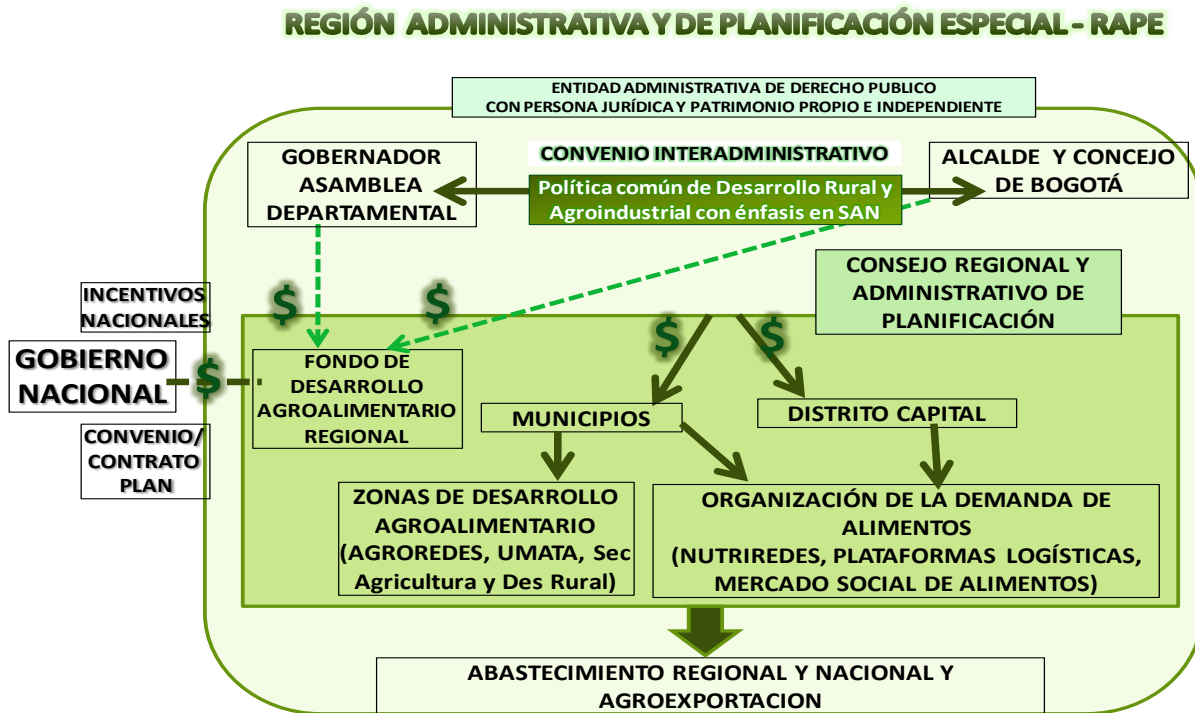 REGIÓN ADMINISTRATIVA Y DE PLANIFICACIÓN ESPECIAL - RAPE
ENTIDAD ADMINISTRATIVA DE DERECHO PUBLICO
CON PERSONA JURÍDICA Y PATRIMONIO PROPIO E INDEPENDIENTE
GOBERNADOR
ASAMBLEA
DEPARTAMENTAL
CONVENIO INTERADMINISTRATIVO
Política común de Desarrollo Rural y
Agroindustrial con énfasis en SAN
ALCALDE Y CONCEJO
DE BOGOTÁ
CONSEJO REGIONAL Y
ADMINISTRATIVO DE
PLANIFICACIÓN
INCENTIVOS
NACIONALES
$
$
$
$
GOBIERNO
NACIONAL
$
CONVENIO/
CONTRATO
PLAN
FONDO DE
DESARROLLO
AGROALIMENTARIO
REGIONAL
MUNICIPIOS
DISTRITO CAPITAL
ZONAS DE DESARROLLO
AGROALIMENTARIO
(AGROREDES, UMATA, Sec
Agricultura y Des Rural)
ORGANIZACIÓN DE LA DEMANDA DE
ALIMENTOS
(NUTRIREDES, PLATAFORMAS LOGÍSTICAS,
MERCADO SOCIAL DE ALIMENTOS)
ABASTECIMIENTO REGIONAL Y NACIONAL Y
AGROEXPORTACION